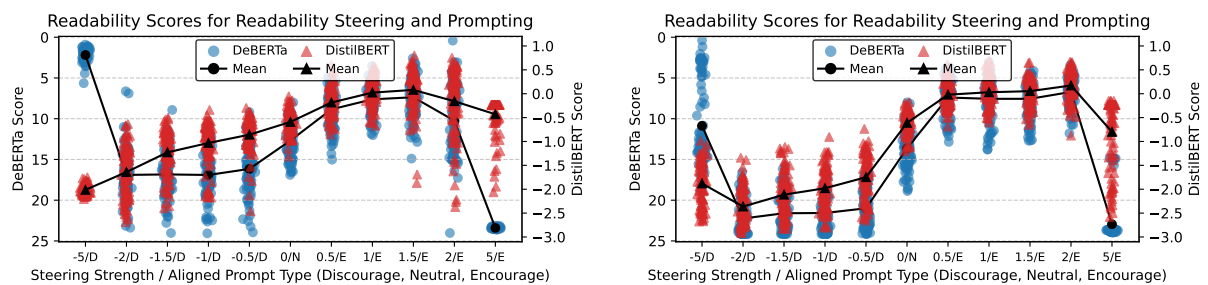 Readability Scores for Readability Steering and Prompting
DeBERTa DistilBERT
Mean Mean
DeBERTa Score
0
5
10
15
20
25
1.0
0.5
0.0
−0.5
−1.0
−1.5
−2.0
−2.5
−3.0
DistilBERT Score
-5/D -2/D -1.5/D -1/D -0.5/D 0/N 0.5/E 1/E 1.5/E 2/E 5/E
Steering Strength / Aligned Prompt Type (Discourage, Neutral, Encourage)
Readability Scores for Readability Steering and Prompting
DeBERTa DistilBERT
Mean Mean
DeBERTa Score
0
5
10
15
20
25
1.0
0.5
0.0
−0.5
−1.0
−1.5
−2.0
−2.5
−3.0
DistilBERT Score
-5/D -2/D -1.5/D -1/D -0.5/D 0/N 0.5/E 1/E 1.5/E 2/E 5/E
Steering Strength / Aligned Prompt Type (Discourage, Neutral, Encourage)